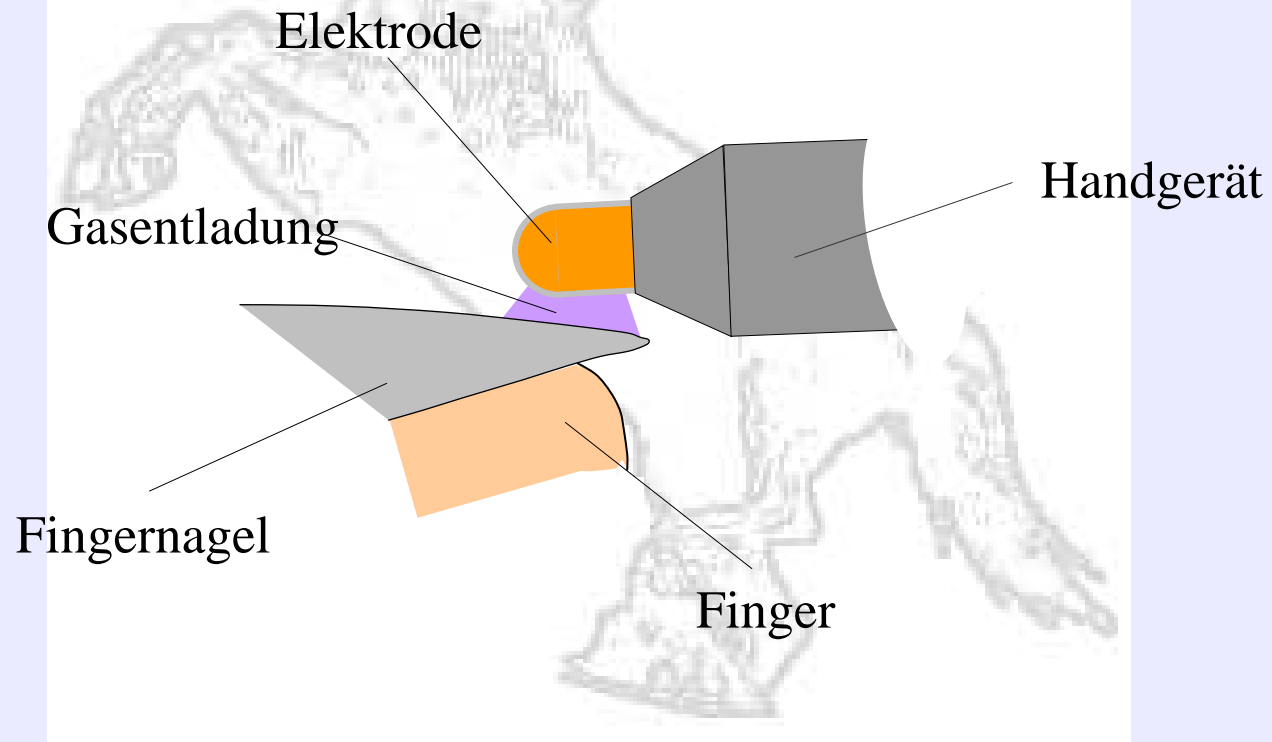 Elektrode
Handgerät
Gasentladung
Fingernagel
Finger